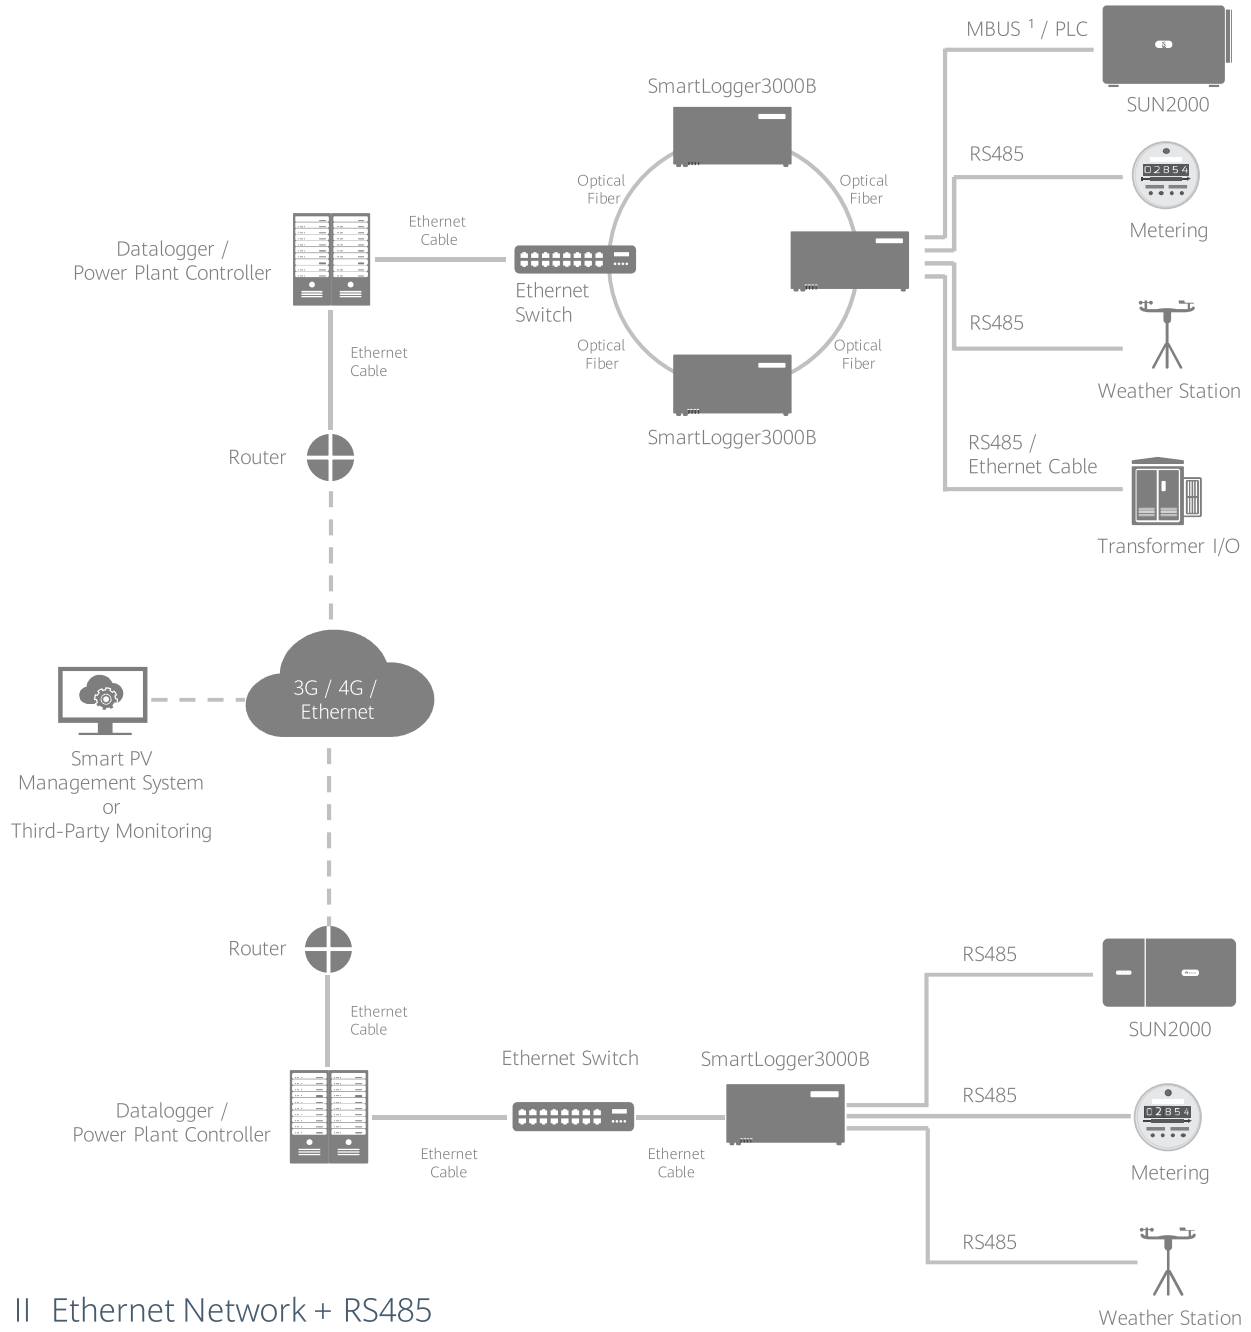 MBUS ¹ / PLC
SUN2000
SmartLogger3000B
RS485
02854
Metering
Optical
Fiber
Optical
Fiber
Ethernet
Cable
Datalogger /
Power Plant Controller
Ethernet
Switch
RS485
Weather Station
Optical
Fiber
Optical
Fiber
Ethernet
Cable
SmartLogger3000B
RS485 /
Ethernet Cable
Transformer I/O
Router
3G / 4G /
Ethernet
Smart PV
Management System
or
Third-Party Monitoring
Router
Ethernet
Cable
RS485
SUN2000
Ethernet Switch
SmartLogger3000B
Datalogger /
Power Plant Controller
Ethernet
Cable
Ethernet
Cable
RS485
02854
Metering
RS485
Weather Station
II Ethernet Network + RS485